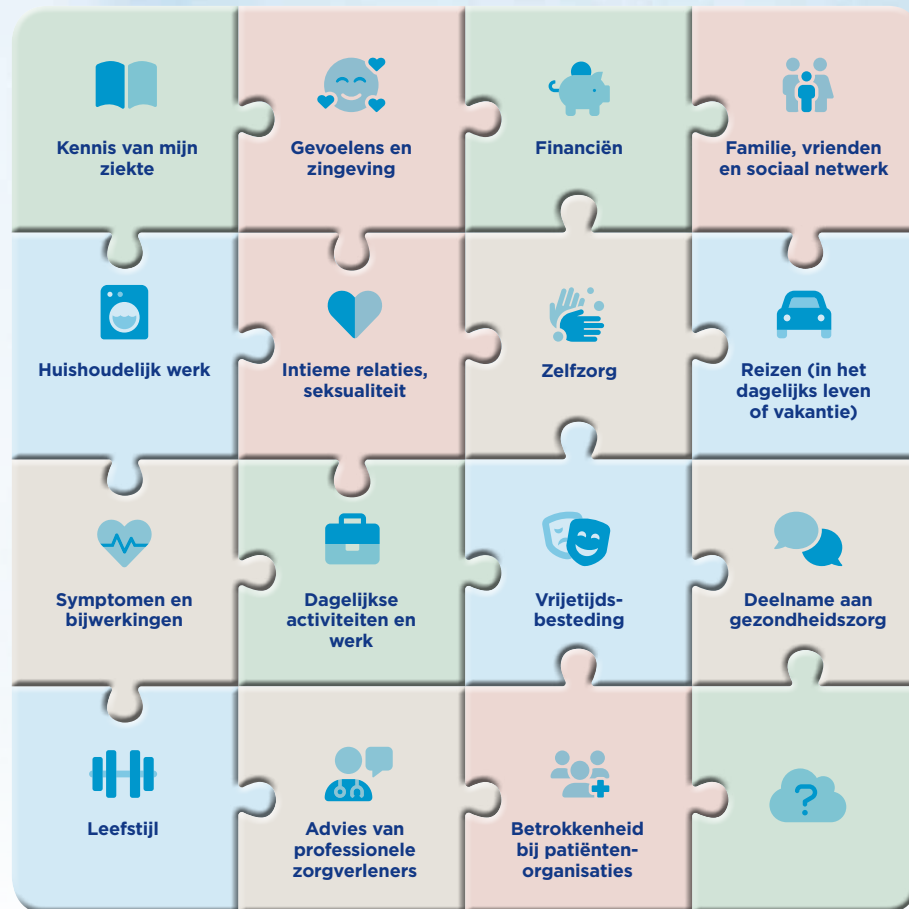 Kennis van mijn
ziekte
Gevoelens en
zingeving
Financiën
Familie, vrienden
en sociaal netwerk
Huishoudelijk werk
Intieme relaties,
seksualiteit
Zelfzorg
Reizen (in het
dagelijks leven
of vakantie)
Symptomen en
bijwerkingen
Dagelijkse
activiteiten en
werk
Vrijetijds-
besteding
Deelname aan
gezondheidszorg
Leefstijl
Advies van
professionele
zorgverleners
Betrokkenheid
bij patiënten-
organisaties
?